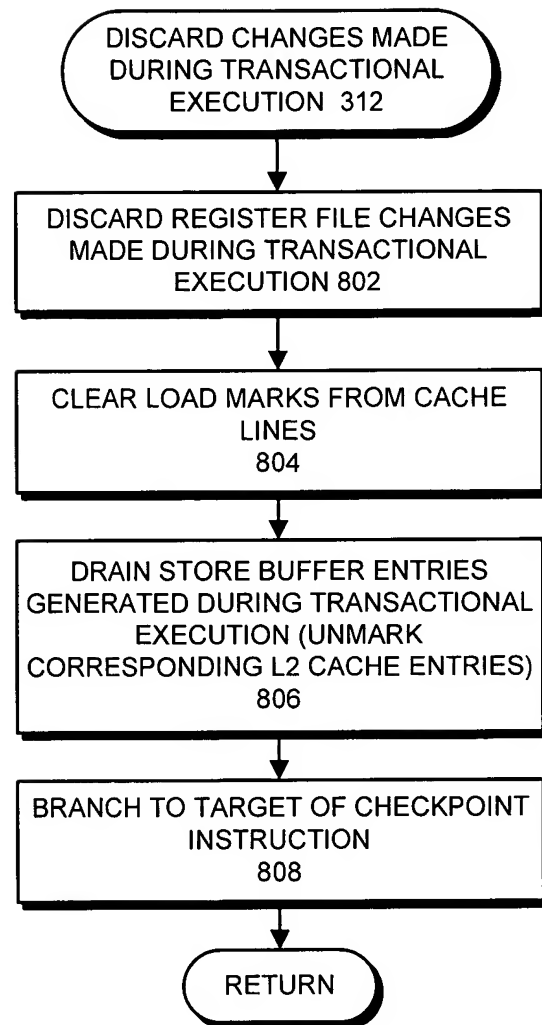 DISCARD CHANGES MADE
DURING TRANSACTIONAL
EXECUTION 312
DISCARD REGISTER FILE CHANGES
MADE DURING TRANSACTIONAL
EXECUTION 802
CLEAR LOAD MARKS FROM CACHE
LINES
804
DRAIN STORE BUFFER ENTRIES
GENERATED DURING TRANSACTIONAL
EXECUTION (UNMARK
CORRESPONDING L2 CACHE ENTRIES)
806
BRANCH TO TARGET OF CHECKPOINT
INSTRUCTION
808
RETURN